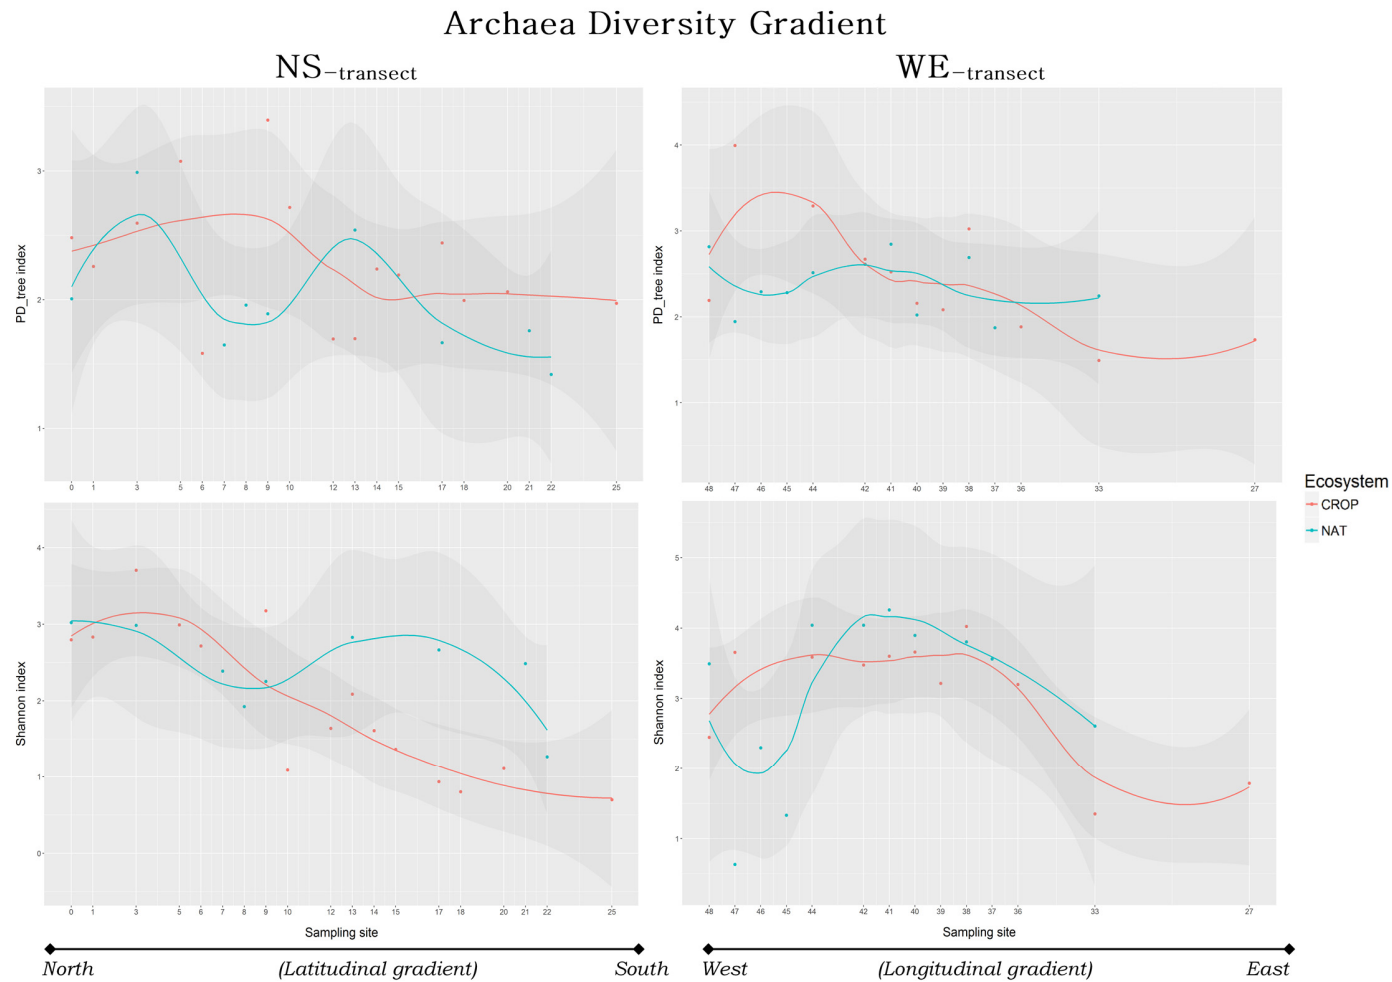 Archaea Diversity Gradient
NS-transect
WE-transect
PD_tree index
3
2
1
0 1 3 5 6 7 8 9 10 12 13 14 15 17 18 20 21 22 25
PD_tree index
4
3
2
1
48 47 46 45 44 42 41 40 39 38 37 36 33 27
Shannon index
4
3
2
1
0
0 1 3 5 6 7 8 9 10 12 13 14 15 17 18 20 21 22 25
Sampling site
Shannon index
5
4
3
2
1
48 47 46 45 44 42 41 40 39 38 37 36 33 27
Sampling site
Ecosystem
CROP
NAT
North (Latitudinal gradient) South
West (Longitudinal gradient) East